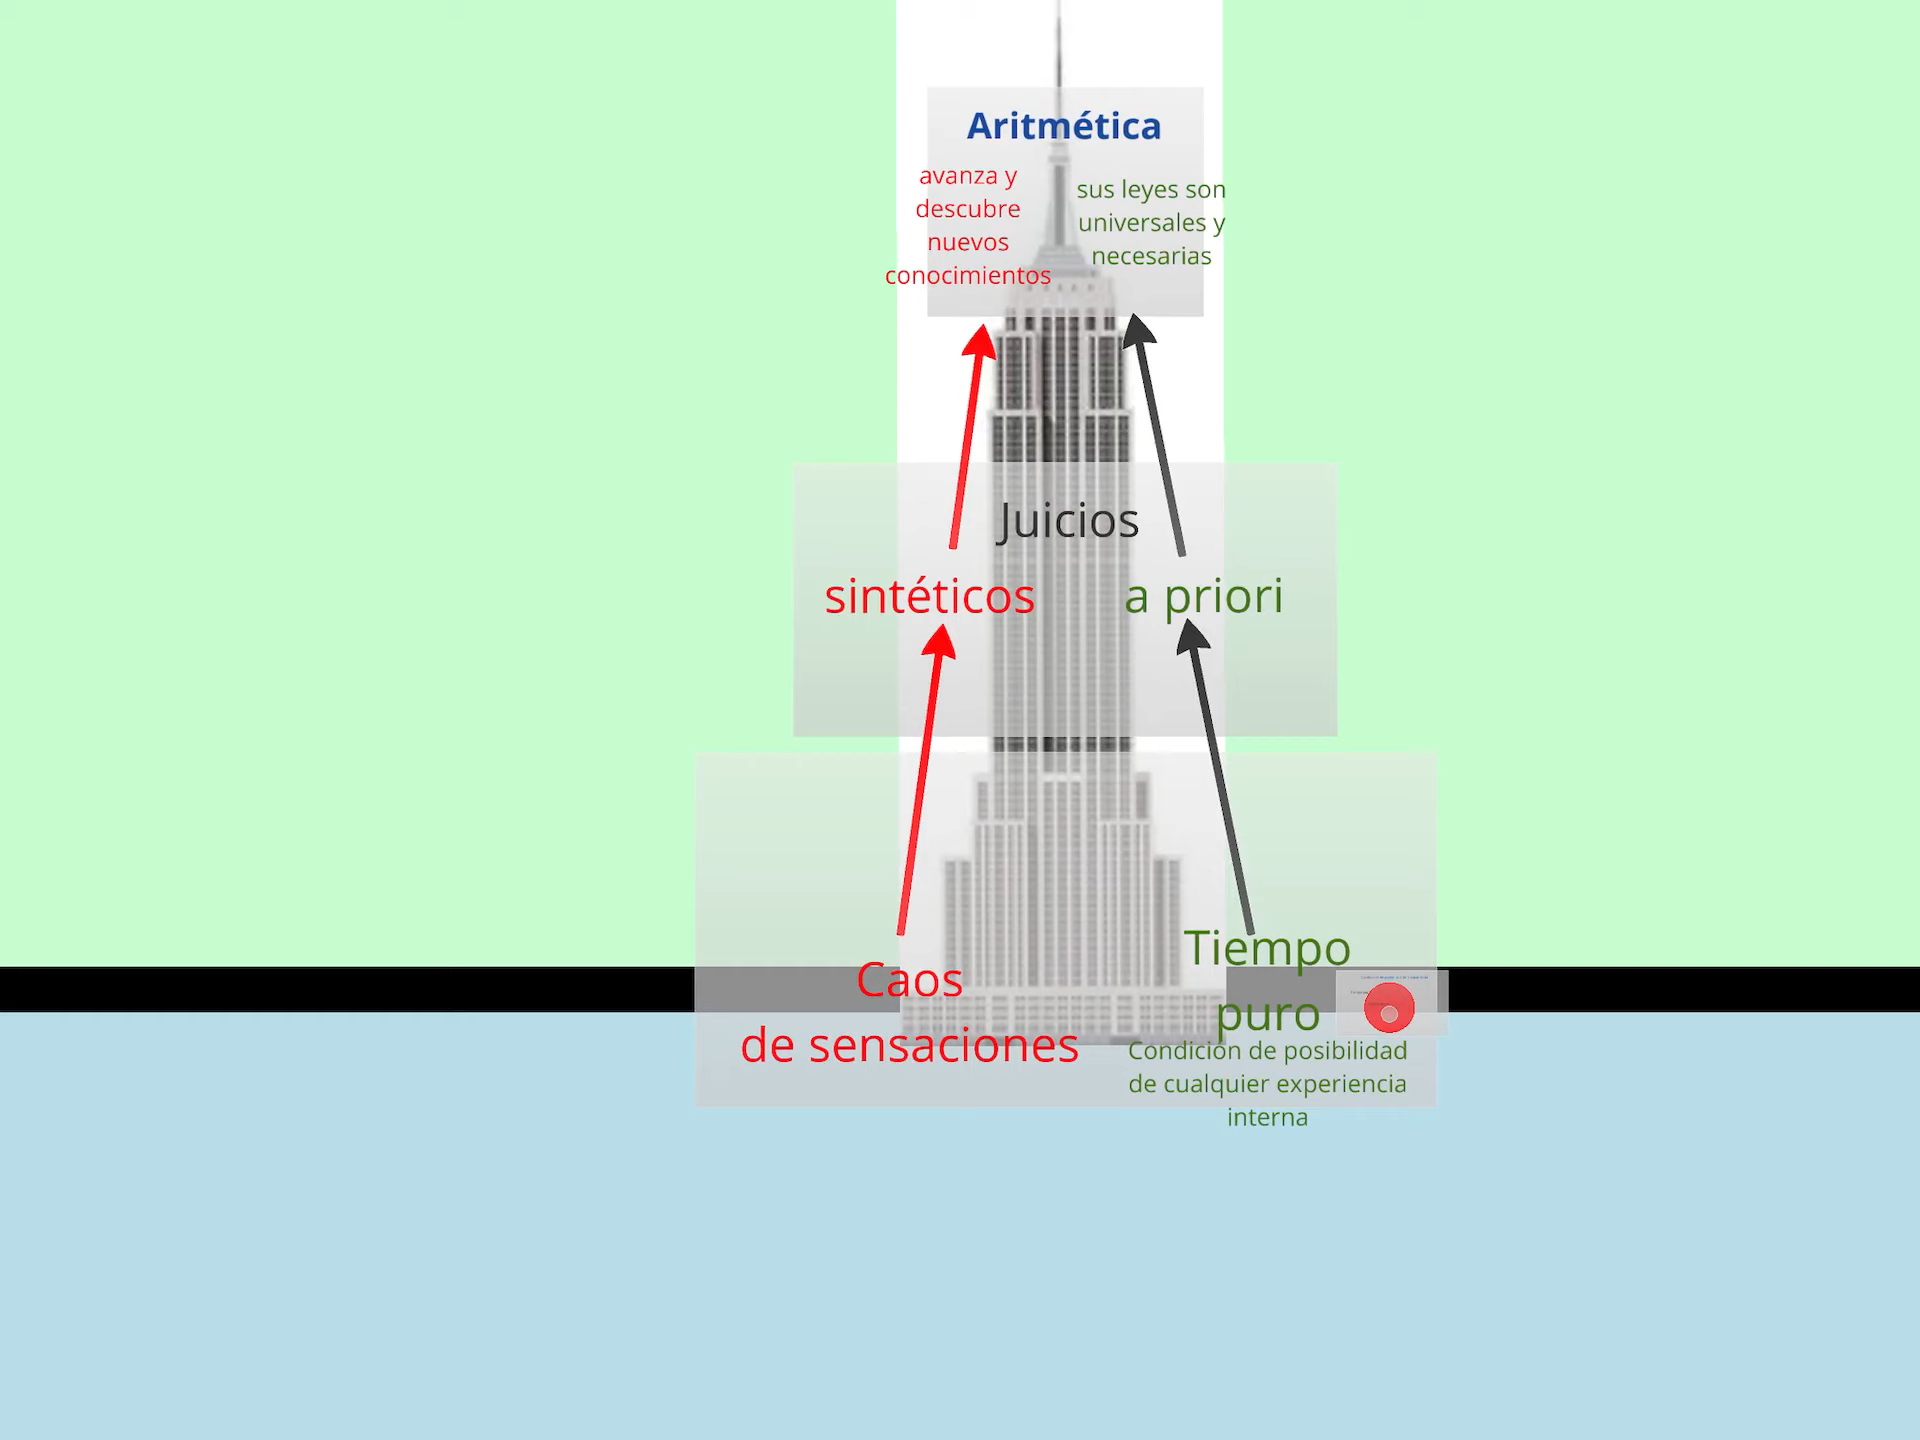 Aritmética
avanza y
descubre
nuevos
conocimientos
sus leyes son
universales y
necesarias
Juicios
sintéticos
a priori
Caos
de sensaciones
Tiempo
puro
Condición de posibilidad
de cualquier experiencia
interna